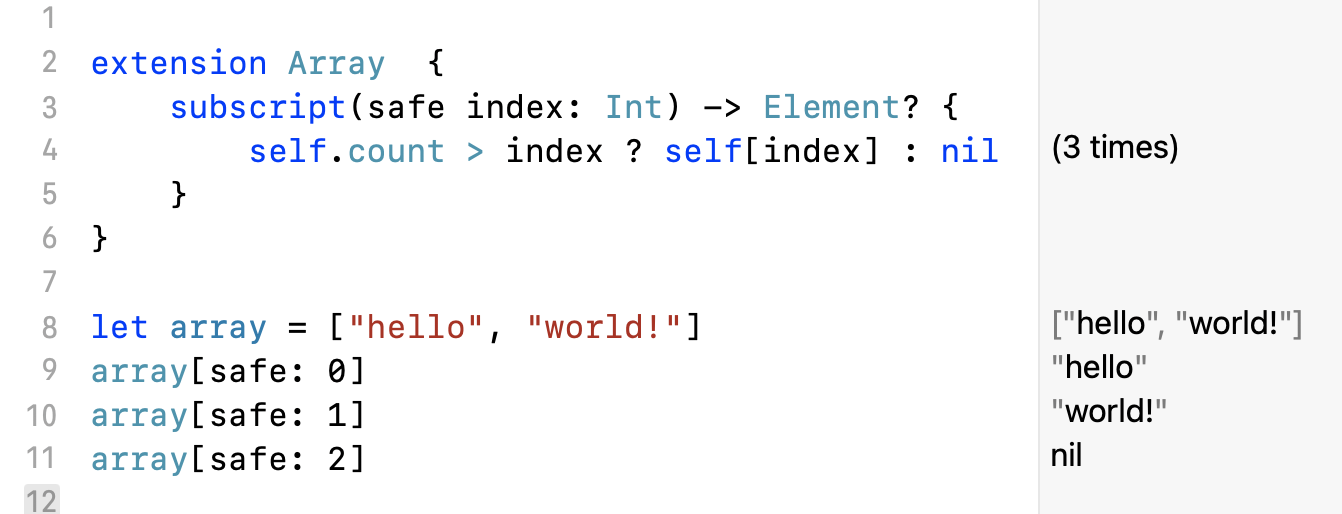 1
2 extension Array  {
3     subscript(safe index: Int) -> Element? {
4         self.count > index ? self[index] : nil (3 times)
5     }
6 }
7
8 let array = ["hello", "world!"] ["hello", "world!"]
9 array[safe: 0] "hello"
10 array[safe: 1] "world!"
11 array[safe: 2] nil
12